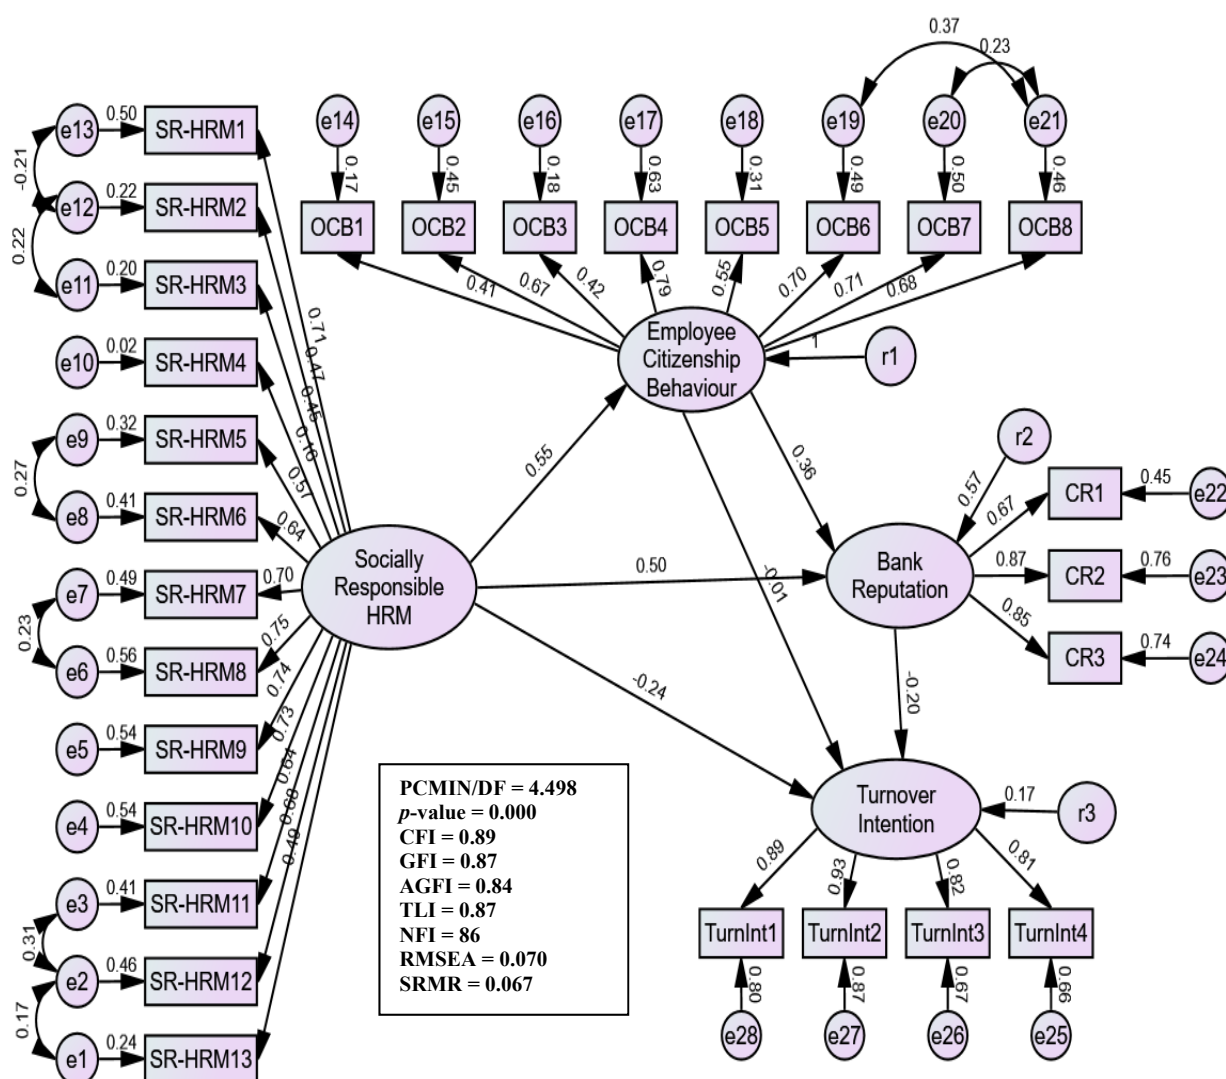 0.37
0.23
e14
e15
e16
e17
e18
e19
e20
e21
0.17
0.45
0.18
0.63
0.31
0.49
0.50
0.46
OCB1
OCB2
OCB3
OCB4
OCB5
OCB6
OCB7
OCB8
0.41
0.67
0.42
0.79
0.55
0.70
0.71
0.68
Employee
Citizenship
Behaviour
1
r1
e13
0.50
SR-HRM1
-0.21
e12
0.22
SR-HRM2
0.22
e11
0.20
SR-HRM3
e10
0.02
SR-HRM4
e9
0.32
SR-HRM5
0.27
e8
0.41
SR-HRM6
e7
0.49
SR-HRM7
0.23
e6
0.56
SR-HRM8
e5
0.54
SR-HRM9
e4
0.54
SR-HRM10
e3
0.41
SR-HRM11
0.31
e2
0.46
SR-HRM12
0.17
e1
0.24
SR-HRM13
0.71
0.47
0.45
0.16
0.57
0.64
0.70
0.75
0.74
0.73
0.64
0.68
0.49
Socially
Responsible
HRM
0.55
0.50
-0.24
0.36
-0.01
r2
0.57
Bank
Reputation
0.67
0.87
0.85
CR1
0.45
e22
CR2
0.76
e23
CR3
0.74
e24
-0.20
Turnover
Intention
0.17
r3
0.89
0.93
0.82
0.81
TurnInt1
TurnInt2
TurnInt3
TurnInt4
0.80
0.87
0.67
0.66
e28
e27
e26
e25
PCMIN/DF = 4.498
p-value = 0.000
CFI = 0.89
GFI = 0.87
AGFI = 0.84
TLI = 0.87
NFI = 86
RMSEA = 0.070
SRMR = 0.067